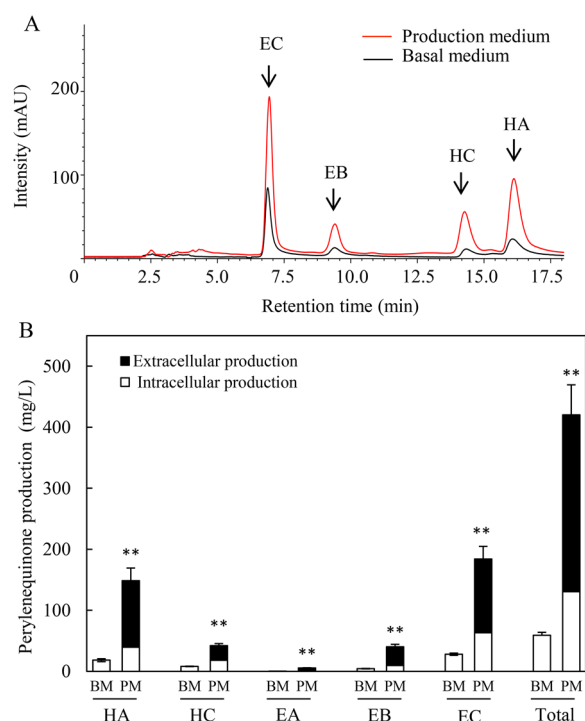 A
Production medium
Basal medium
EC
EB
HC
HA
Intensity (mAU)
200
100
0
2.5
5.0
7.5
10.0
12.5
15.0
17.5
Retention time (min)
B
Extracellular production
Intracellular production
Perylenequinone production (mg/L)
500
400
300
200
100
0
**
**
**
**
**
**
BM PM BM PM BM PM BM PM BM PM BM PM
HA HC EA EB EC Total